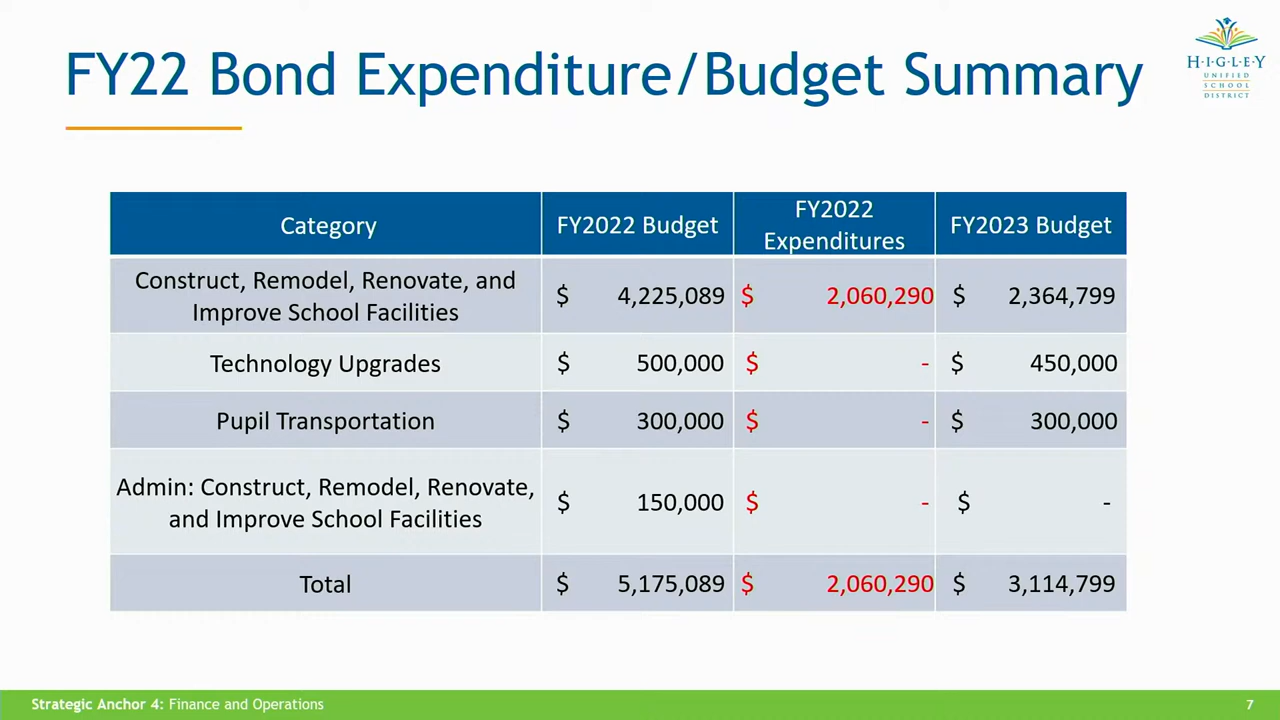 FY22 Bond Expenditure/Budget Summary
H·I·G·L·E·Y
UNIFIED
SCHOOL
DISTRICT
Category FY2022 Budget FY2022 Expenditures FY2023 Budget
Construct, Remodel, Renovate, and
Improve School Facilities $ 4,225,089 $ 2,060,290 $ 2,364,799
Technology Upgrades $ 500,000 $ - $ 450,000
Pupil Transportation $ 300,000 $ - $ 300,000
Admin: Construct, Remodel, Renovate,
and Improve School Facilities $ 150,000 $ - $ -
Total $ 5,175,089 $ 2,060,290 $ 3,114,799
Strategic Anchor 4: Finance and Operations 7